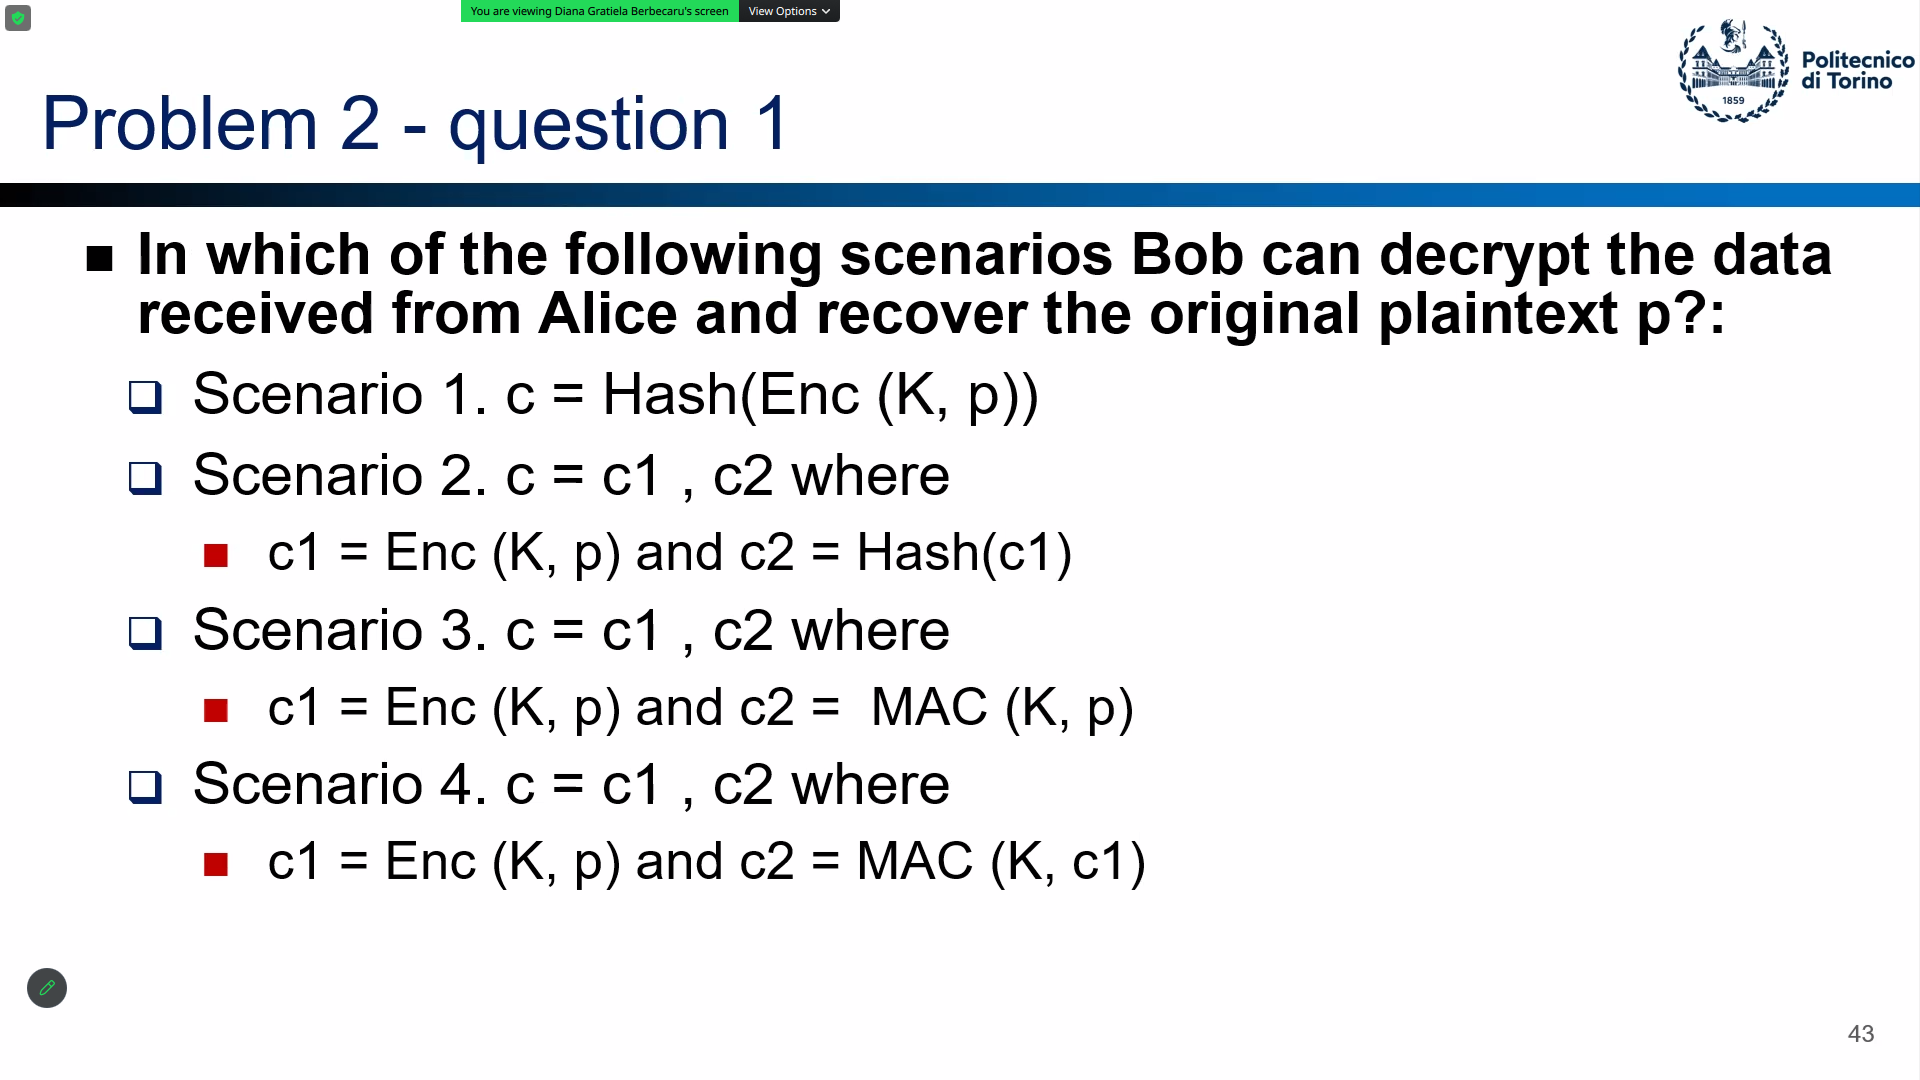 You are viewing Diana Gratiela Berbecaru's screen View Options
Politecnico
di Torino
1859
Problem 2 - question 1
In which of the following scenarios Bob can decrypt the data
received from Alice and recover the original plaintext p?:
Scenario 1. c = Hash(Enc (K, p))
Scenario 2. c = c1 , c2 where
c1 = Enc (K, p) and c2 = Hash(c1)
Scenario 3. c = c1 , c2 where
c1 = Enc (K, p) and c2 = MAC (K, p)
Scenario 4. c = c1 , c2 where
c1 = Enc (K, p) and c2 = MAC (K, c1)
43